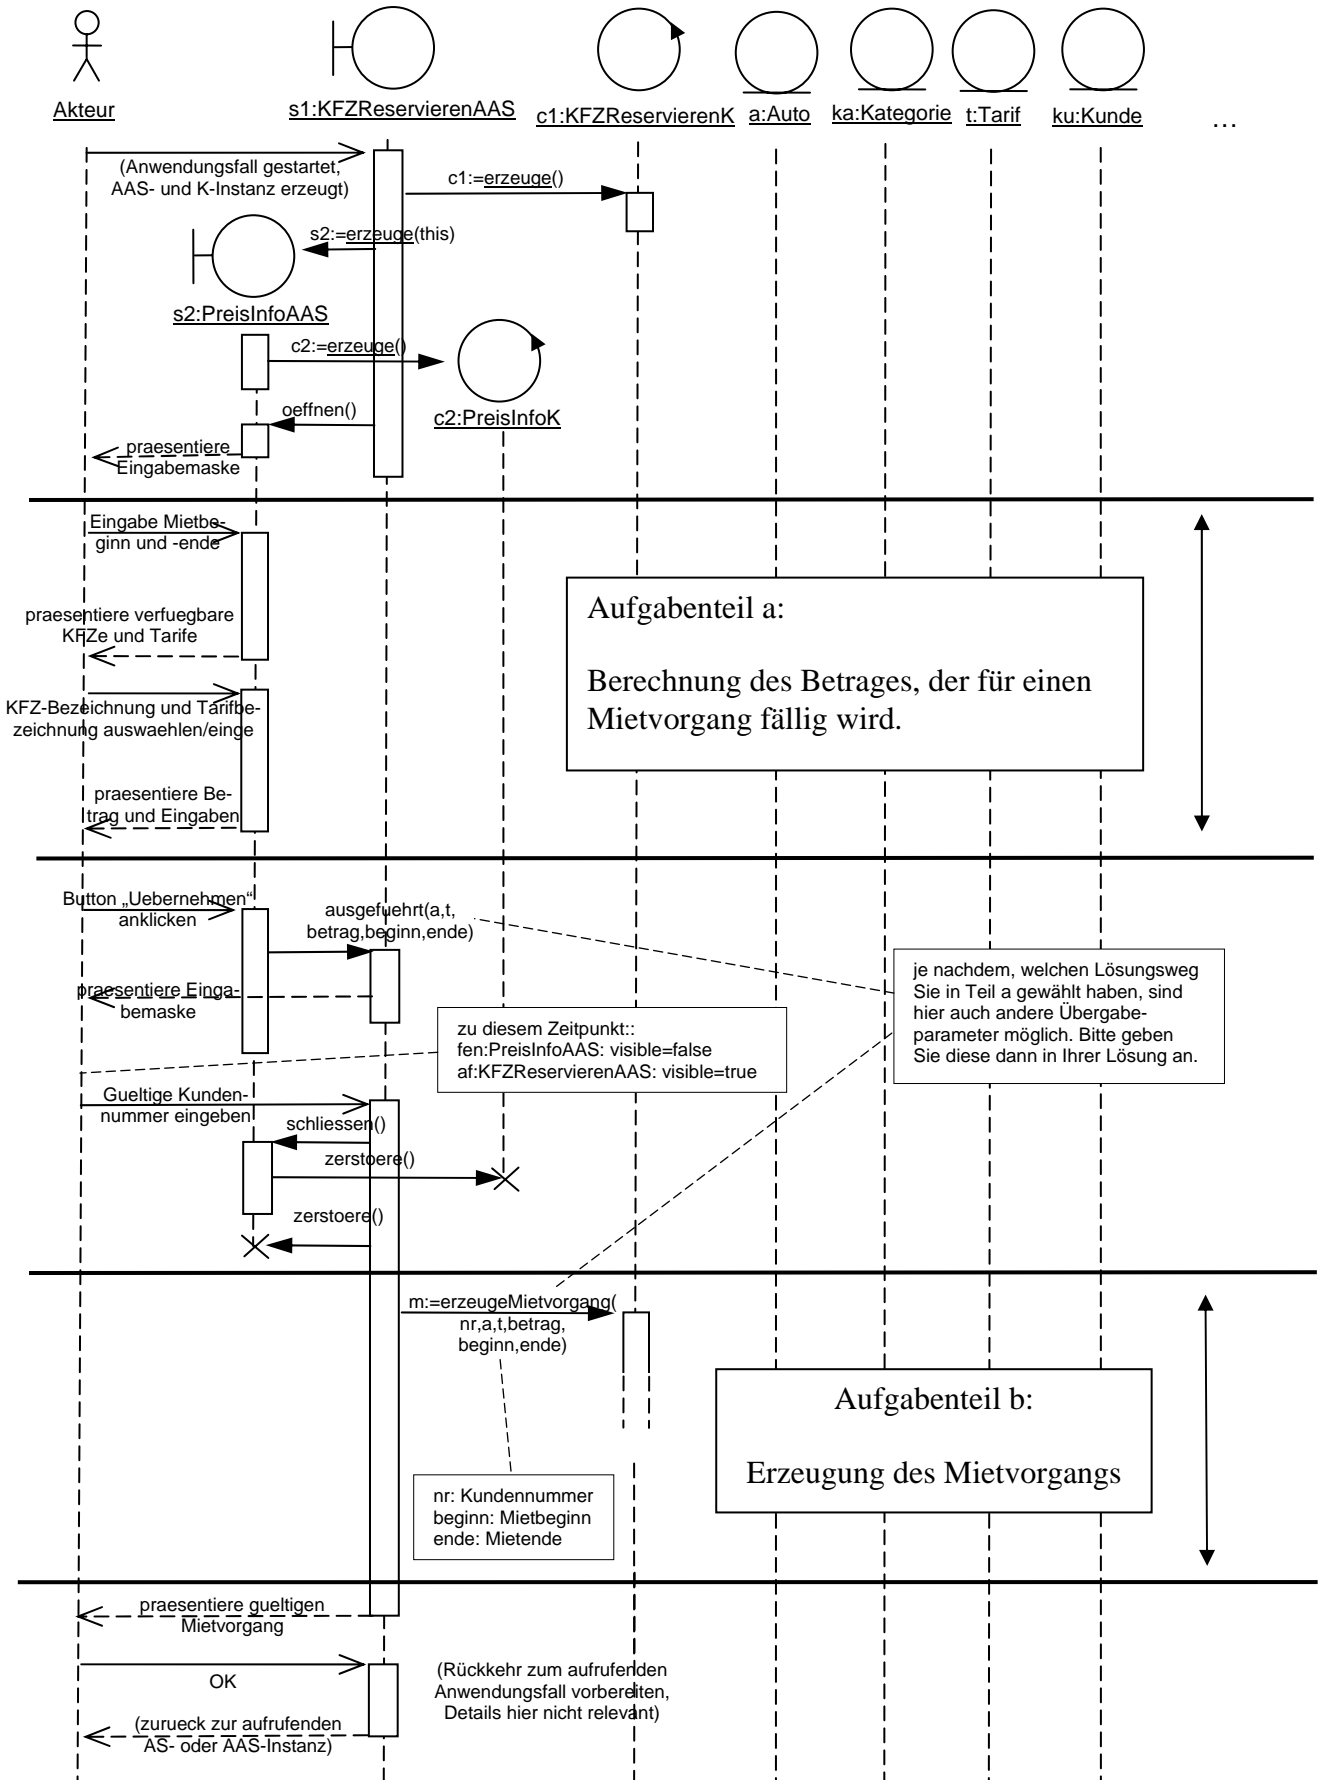 Akteur
s1:KFZReservierenAAS
c1:KFZReservierenK
a:Auto
ka:Kategorie
t:Tarif
ku:Kunde
...
(Anwendungsfall gestartet,
AAS- und K-Instanz erzeugt)
c1:=erzeuge()
s2:=erzeuge(this)
s2:PreisInfoAAS
c2:=erzeuge()
c2:PreisInfoK
oeffnen()
praesentiere
Eingabemaske
Eingabe Mietbe-
ginn und -ende
praesentiere verfuegbare
KFZe und Tarife
KFZ-Bezeichnung und Tarifbe-
zeichnung auswaehlen/einge
praesentiere Be-
trag und Eingaben
Aufgabenteil a:
Berechnung des Betrages, der für einen
Mietvorgang fällig wird.
Button „Uebernehmen“
anklicken
ausgefuehrt(a,t,
betrag,beginn,ende)
praesentiere Einga-
bemaske
je nachdem, welchen Lösungsweg
Sie in Teil a gewählt haben, sind
hier auch andere Übergabe-
parameter möglich. Bitte geben
Sie diese dann in Ihrer Lösung an.
zu diesem Zeitpunkt::
fen:PreisInfoAAS: visible=false
af:KFZReservierenAAS: visible=true
Gueltige Kunden-
nummer eingeben
schliessen()
zerstoere()
zerstoere()
m:=erzeugeMietvorgang(
nr,a,t,betrag,
beginn,ende)
Aufgabenteil b:
Erzeugung des Mietvorgangs
nr: Kundennummer
beginn: Mietbeginn
ende: Mietende
praesentiere gueltigen
Mietvorgang
OK
(Rückkehr zum aufrufenden
Anwendungsfall vorbereiten,
Details hier nicht relevant)
(zurueck zur aufrufenden
AS- oder AAS-Instanz)